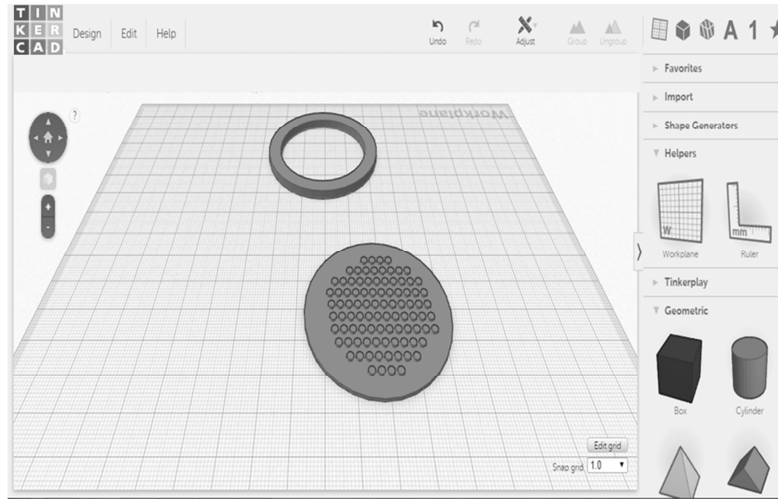 TIN
KER
CAD
Design
Edit
Help
Undo
Redo
Adjust
Group
Ungroup
A 1
Workplane
?
+
-
Favorites
Import
Shape Generators
Helpers
W
mm
Workplane
Ruler
Tinkerplay
Geometric
Box
Cylinder
Edit grid
Snap grid 1.0